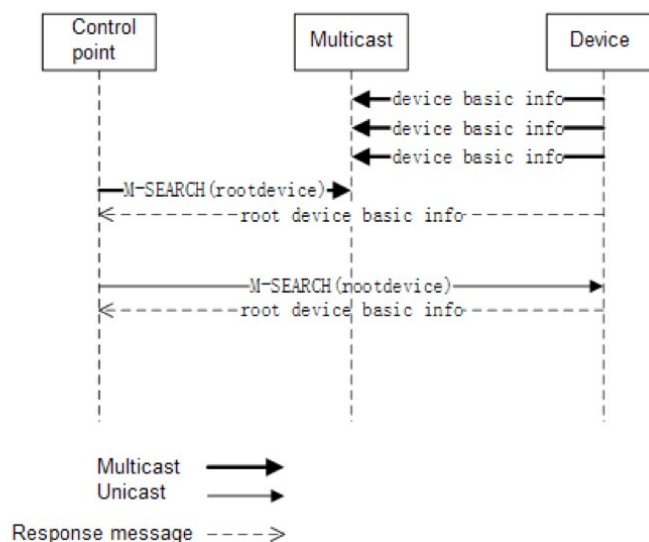 Control
point
Multicast
Device
device basic info
device basic info
device basic info
M-SEARCH(rootdevice)
root device basic info
M-SEARCH(rootdevice)
root device basic info
Multicast
Unicast
Response message